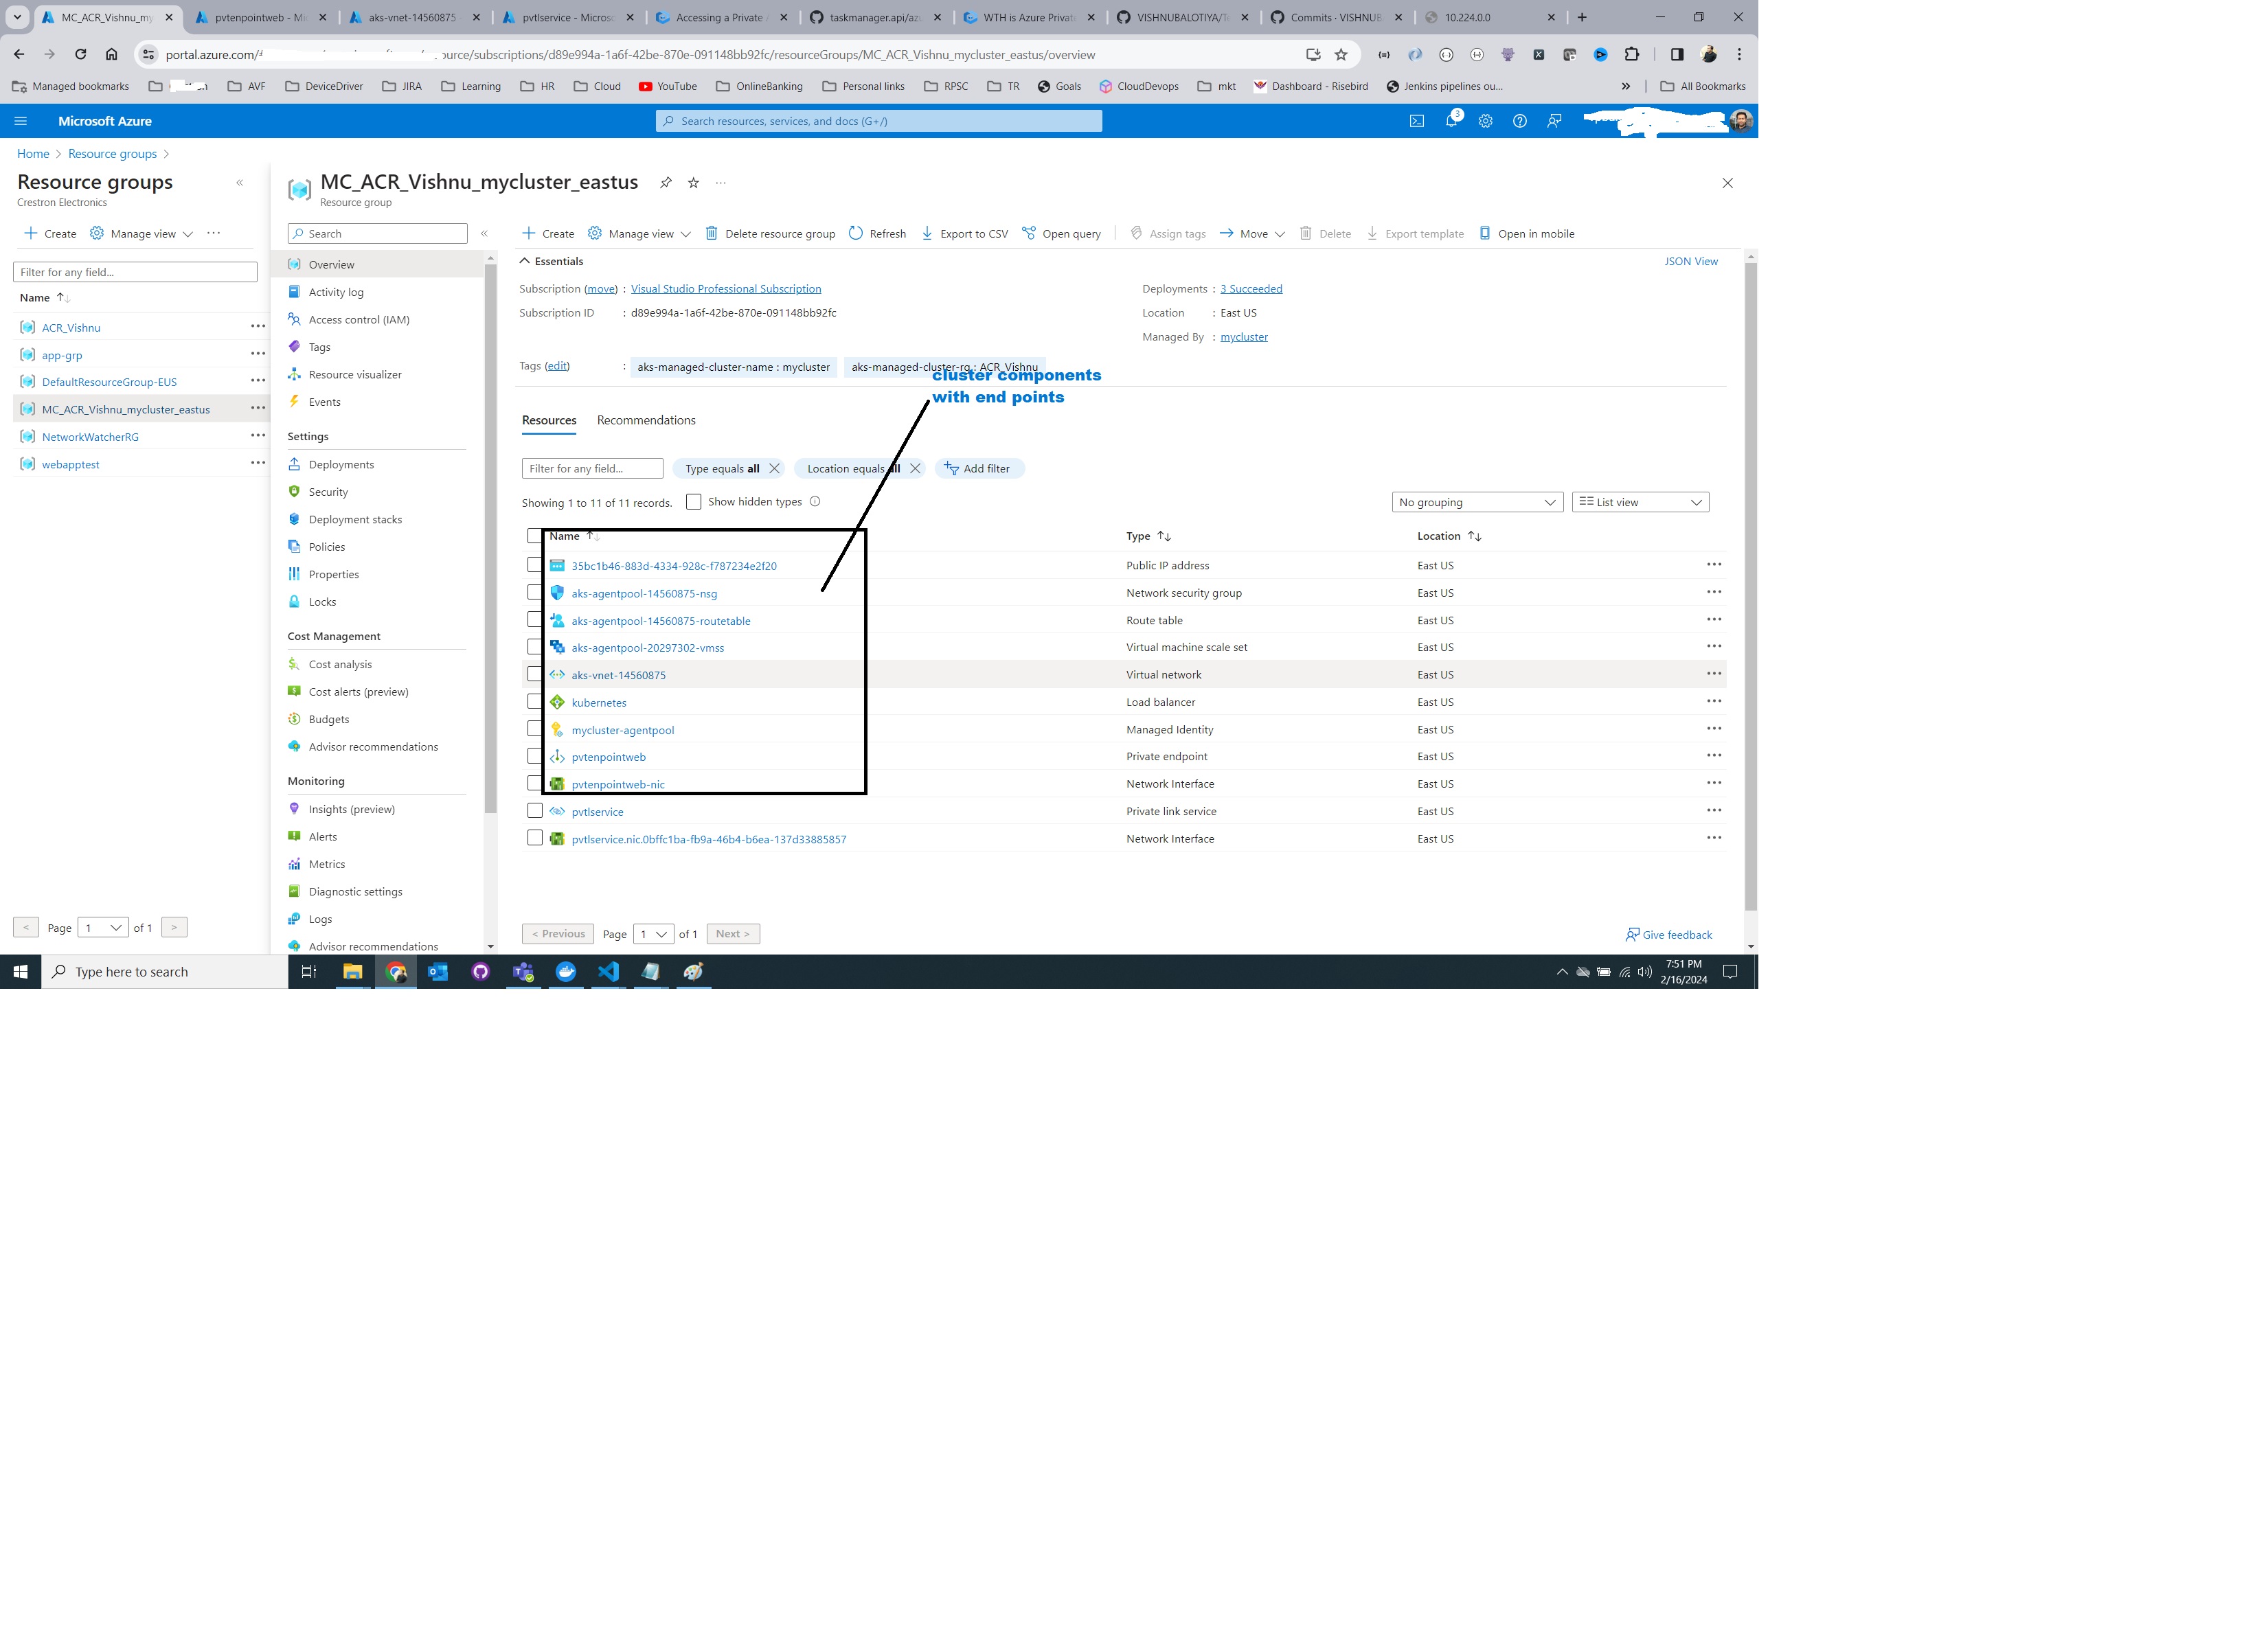 MC_ACR_Vishnu_my
pvtenpointweb - Mi
aks-vnet-14560875
pvtlservice - Microsc
Accessing a Private
taskmanager.api/az
WTH is Azure Privat
VISHNUBALOTIYA/T
Commits · VISHNUB
10.224.0.0
portal.azure.com/
/subscriptions/d89e994a-1a6f-42be-870e-091148bb92fc/resourceGroups/MC_ACR_Vishnu_mycluster_eastus/overview
Managed bookmarks AVF DeviceDriver JIRA Learning HR Cloud YouTube OnlineBanking Personal links RPSC TR Goals CloudDevops mkt Dashboard - Risebird Jenkins pipelines ou... » All Bookmarks
Microsoft Azure
Search resources, services, and docs (G+/)
3
Home > Resource groups >
Resource groups «
Crestron Electronics
+ Create Manage view ...
Filter for any field...
Name ↑↓
ACR_Vishnu ...
app-grp ...
DefaultResourceGroup-EUS ...
MC_ACR_Vishnu_mycluster_eastus ...
NetworkWatcherRG ...
webapptest ...
< Page 1 of 1 >
MC_ACR_Vishnu_mycluster_eastus ...
Resource group
Search «
Overview
Activity log
Access control (IAM)
Tags
Resource visualizer
Events
Settings
Deployments
Security
Deployment stacks
Policies
Properties
Locks
Cost Management
Cost analysis
Cost alerts (preview)
Budgets
Advisor recommendations
Monitoring
Insights (preview)
Alerts
Metrics
Diagnostic settings
Logs
Advisor recommendations
+ Create Manage view Delete resource group Refresh Export to CSV Open query Assign tags Move Delete Export template Open in mobile
Essentials JSON View
Subscription (move) : Visual Studio Professional Subscription
Subscription ID : d89e994a-1a6f-42be-870e-091148bb92fc
Deployments : 3 Succeeded
Location : East US
Managed By : mycluster
Tags (edit) : aks-managed-cluster-name : mycluster aks-managed-cluster-rg : ACR_Vishnu
cluster components
with end points
Resources Recommendations
Filter for any field... Type equals all Location equals all Add filter
Showing 1 to 11 of 11 records. Show hidden types No grouping List view
Name ↑↓ Type ↑↓ Location ↑↓
35bc1b46-883d-4334-928c-f787234e2f20 Public IP address East US ...
aks-agentpool-14560875-nsg Network security group East US ...
aks-agentpool-14560875-routetable Route table East US ...
aks-agentpool-20297302-vmss Virtual machine scale set East US ...
aks-vnet-14560875 Virtual network East US ...
kubernetes Load balancer East US ...
mycluster-agentpool Managed Identity East US ...
pvtenpointweb Private endpoint East US ...
pvtenpointweb-nic Network Interface East US ...
pvtlservice Private link service East US ...
pvtlservice.nic.0bffc1ba-fb9a-46b4-b6ea-137d33885857 Network Interface East US ...
< Previous Page 1 of 1 Next >
Give feedback
Type here to search
7:51 PM
2/16/2024